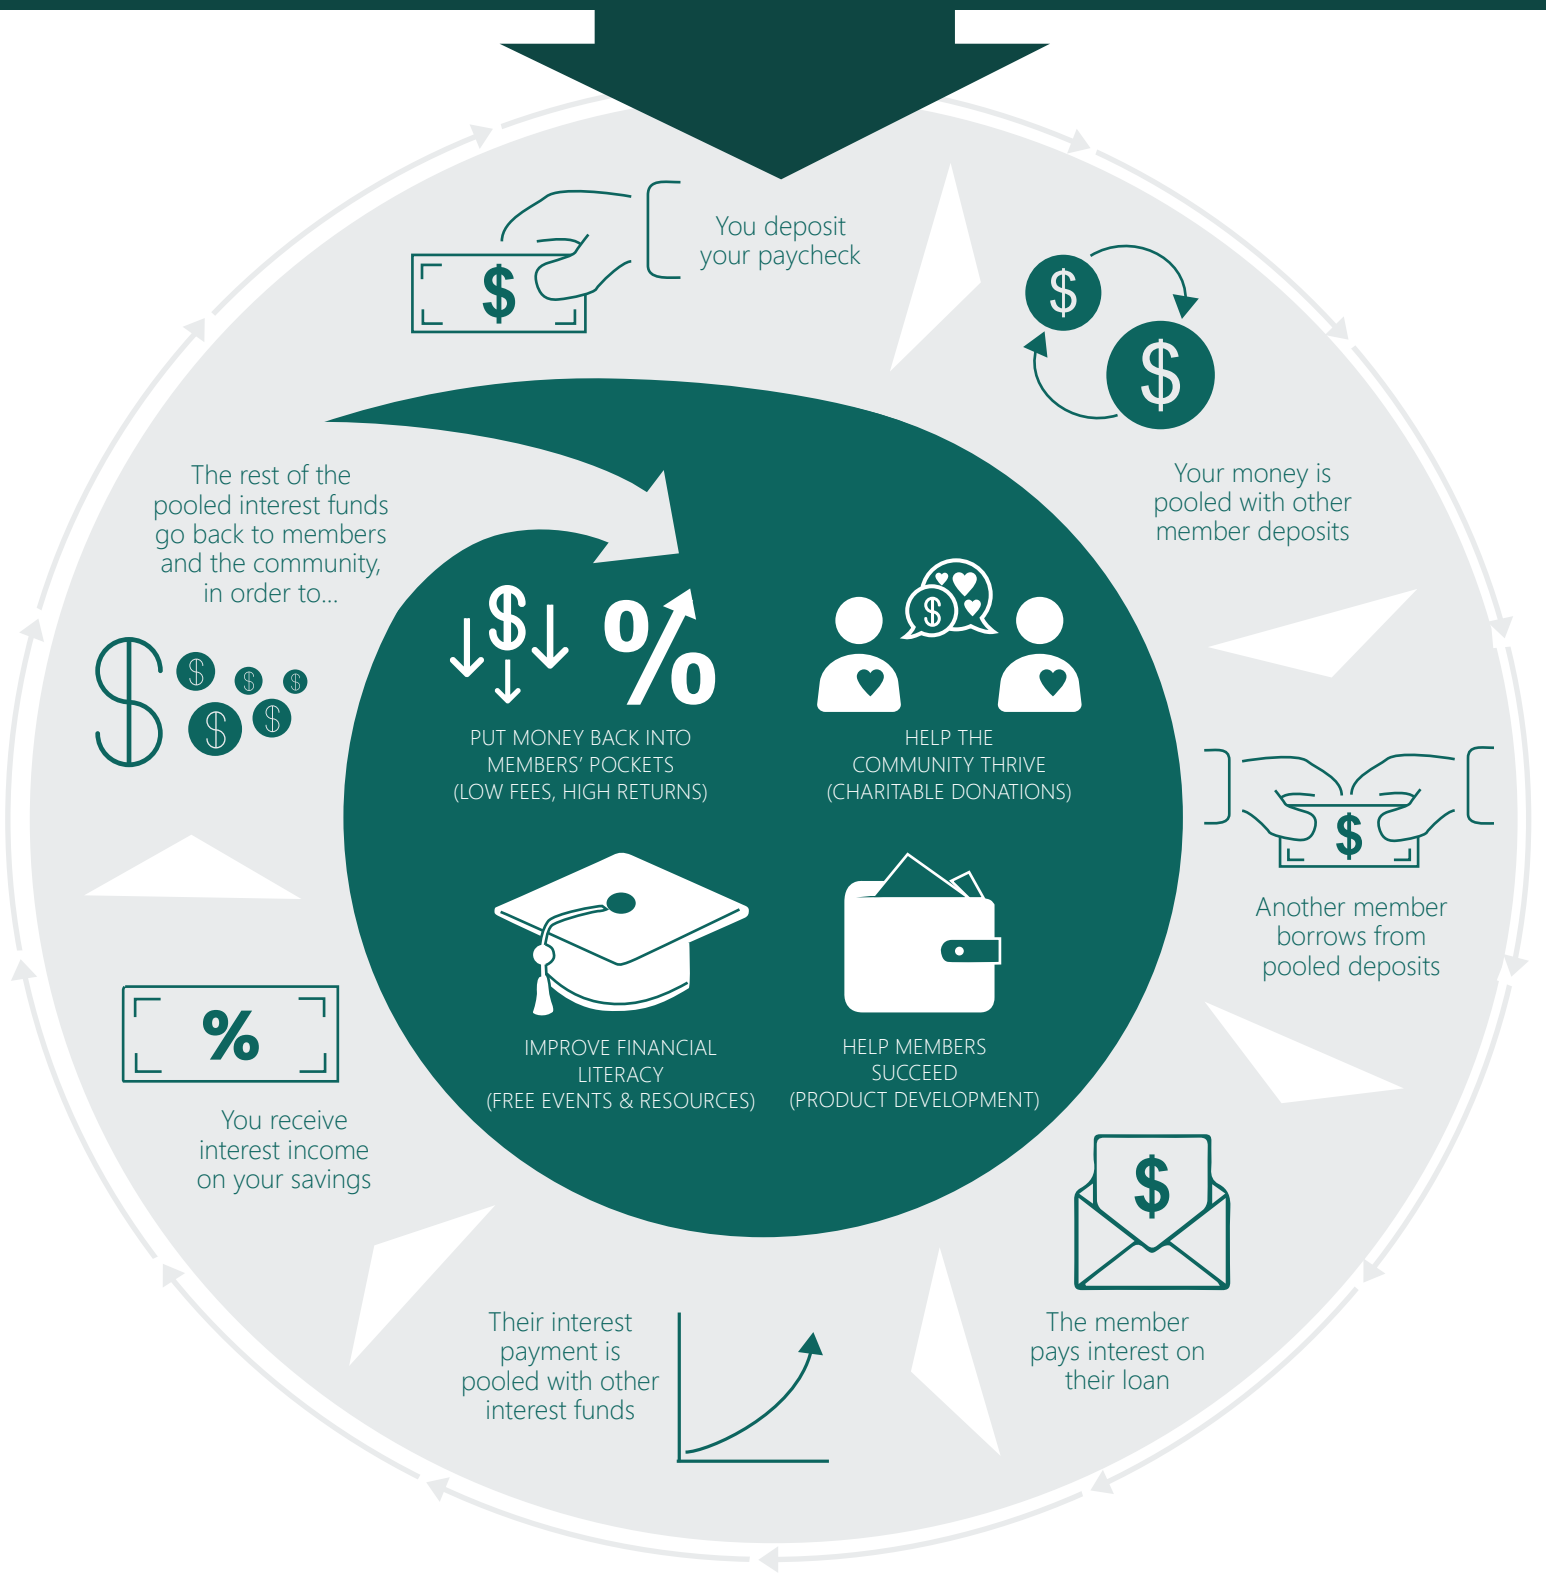 You deposit
your paycheck
$
$
$
Your money is
pooled with other
member deposits
$
Another member
borrows from
pooled deposits
$
The member
pays interest on
their loan
Their interest
payment is
pooled with other
interest funds
%
You receive
interest income
on your savings
The rest of the
pooled interest funds
go back to members
and the community,
in order to...
$
$
$
$
$
$
$
%
PUT MONEY BACK INTO
MEMBERS’ POCKETS
(LOW FEES, HIGH RETURNS)
$
HELP THE
COMMUNITY THRIVE
(CHARITABLE DONATIONS)
IMPROVE FINANCIAL
LITERACY
(FREE EVENTS & RESOURCES)
HELP MEMBERS
SUCCEED
(PRODUCT DEVELOPMENT)